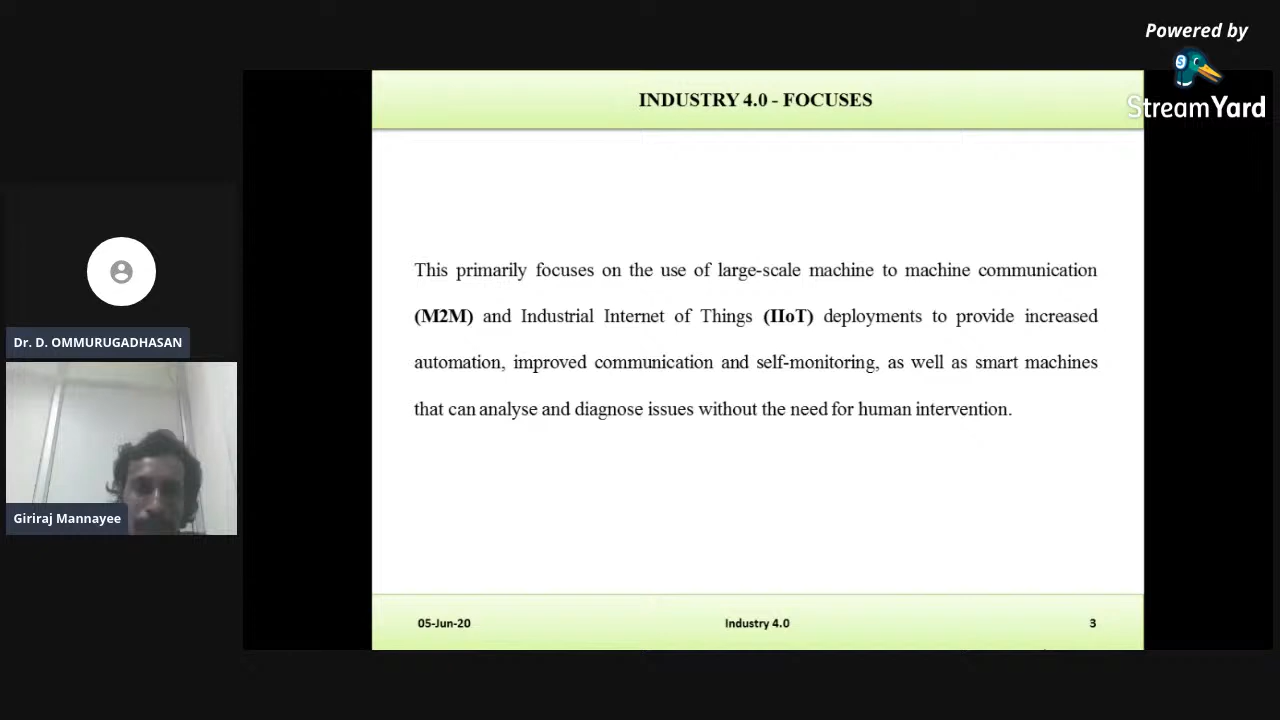 Powered by
StreamYard
INDUSTRY 4.0 - FOCUSES
This primarily focuses on the use of large-scale machine to machine communication
(M2M) and Industrial Internet of Things (IIoT) deployments to provide increased
automation, improved communication and self-monitoring, as well as smart machines
that can analyse and diagnose issues without the need for human intervention.
Dr. D. OMMURUGADHASAN
Giriraj Mannayee
05-Jun-20 Industry 4.0 3